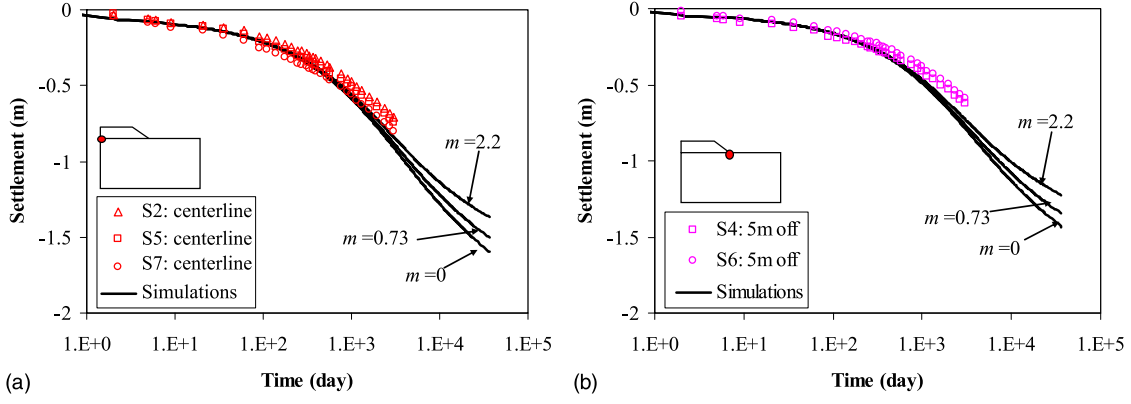 0
-0.5
-1
-1.5
-2
Settlement (m)
m =2.2
m =0.73
m =0
S2: centerline
S5: centerline
S7: centerline
Simulations
1.E+0 1.E+1 1.E+2 1.E+3 1.E+4 1.E+5
Time (day)
(a)
0
-0.5
-1
-1.5
-2
Settlement (m)
m =2.2
m =0.73
m =0
S4: 5m off
S6: 5m off
Simulations
1.E+0 1.E+1 1.E+2 1.E+3 1.E+4 1.E+5
Time (day)
(b)